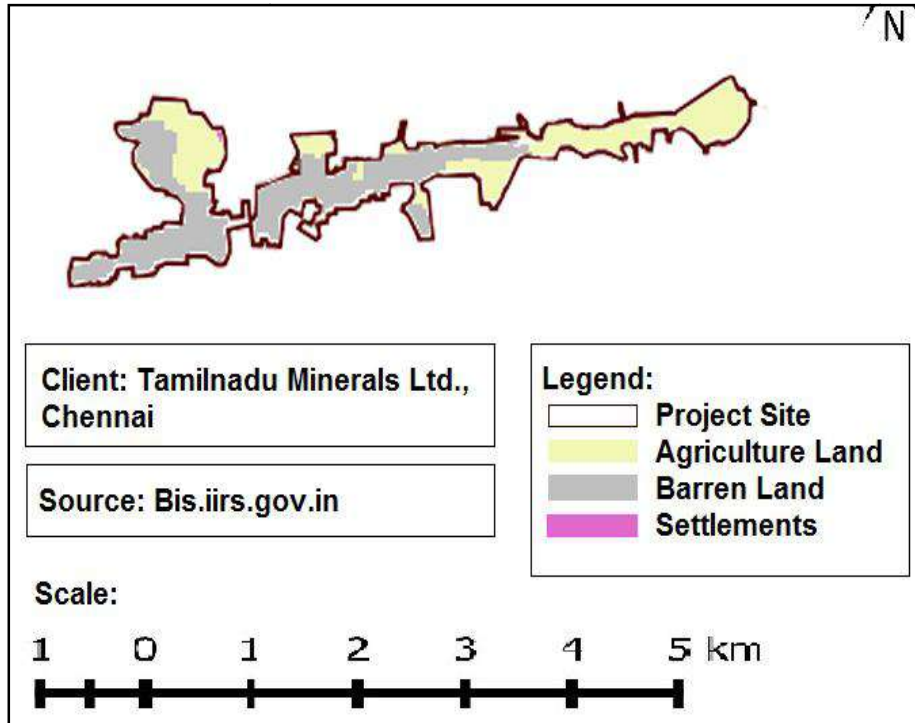 N
Client: Tamilnadu Minerals Ltd.,
Chennai
Source: Bis.iirs.gov.in
Legend:
Project Site
Agriculture Land
Barren Land
Settlements
Scale:
1 0 1 2 3 4 5 km